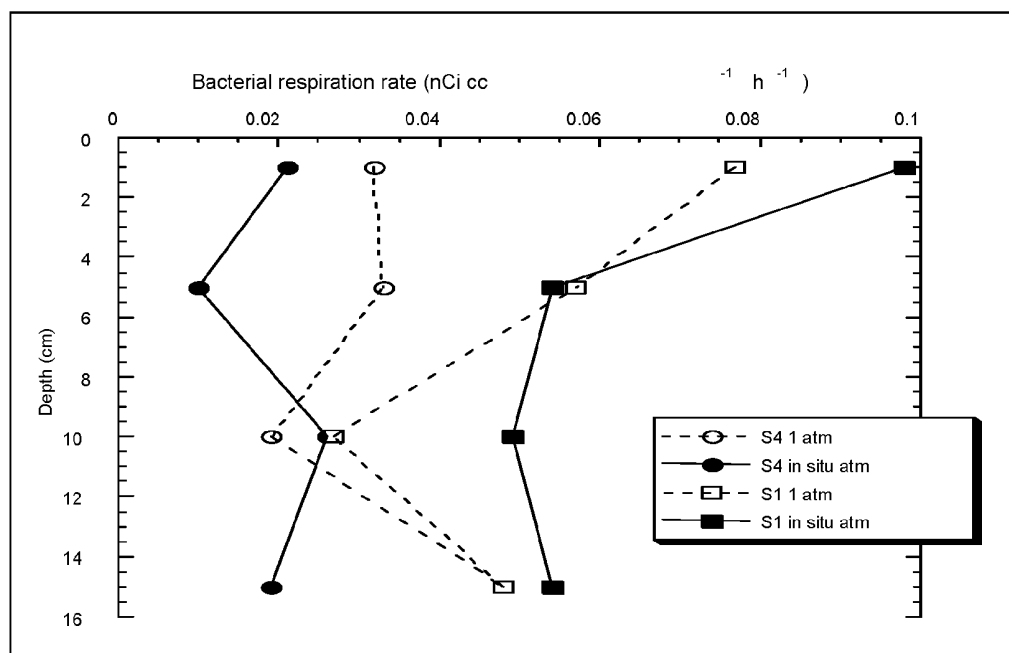 Bacterial respiration rate (nCi cc -1 h -1 )
0 0.02 0.04 0.06 0.08 0.1
0
2
4
6
8
10
12
14
16
Depth (cm)
S4 1 atm
S4 in situ atm
S1 1 atm
S1 in situ atm